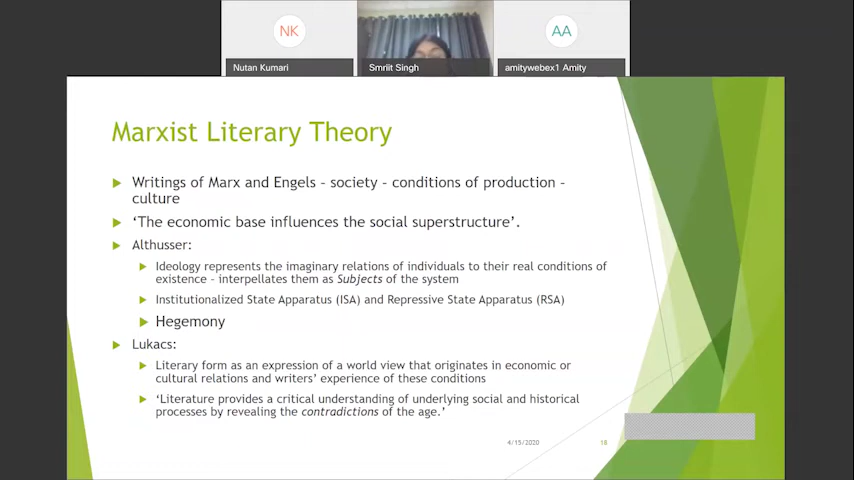 NK
AA
Nutan Kumari
Smriit Singh
amitywebex1 Amity
Marxist Literary Theory
Writings of Marx and Engels – society – conditions of production –
culture
‘The economic base influences the social superstructure’.
Althusser:
Ideology represents the imaginary relations of individuals to their real conditions of
existence – interpellates them as Subjects of the system
Institutionalized State Apparatus (ISA) and Repressive State Apparatus (RSA)
Hegemony
Lukacs:
Literary form as an expression of a world view that originates in economic or
cultural relations and writers’ experience of these conditions
‘Literature provides a critical understanding of underlying social and historical
processes by revealing the contradictions of the age.’
4/15/2020
18